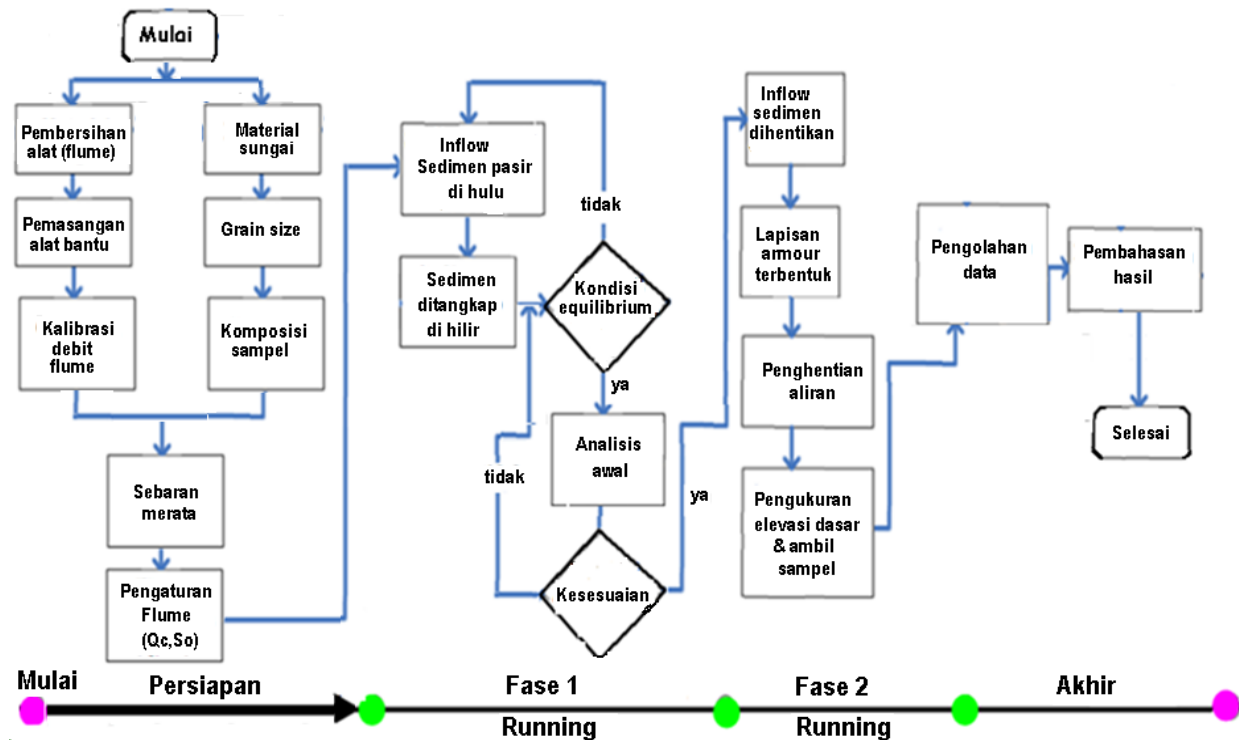 Mulai
Pembersihan
alat (flume)
Pemasangan
alat bantu
Kalibrasi
debit
flume
Material
sungai
Grain size
Komposisi
sampel
Sebaran
merata
Pengaturan
Flume
(Qc,So)
Inflow
Sedimen pasir
di hulu
Sedimen
ditangkap
di hilir
tidak
Kondisi
equilibrium
ya
Analisis
awal
tidak
Kesesuaian
ya
Inflow
sedimen
dihentikan
Lapisan
armour
terbentuk
Penghentian
aliran
Pengukuran
elevasi dasar
& ambil
sampel
Pengolahan
data
Pembahasan
hasil
Selesai
Mulai
Persiapan
Fase 1
Running
Fase 2
Running
Akhir